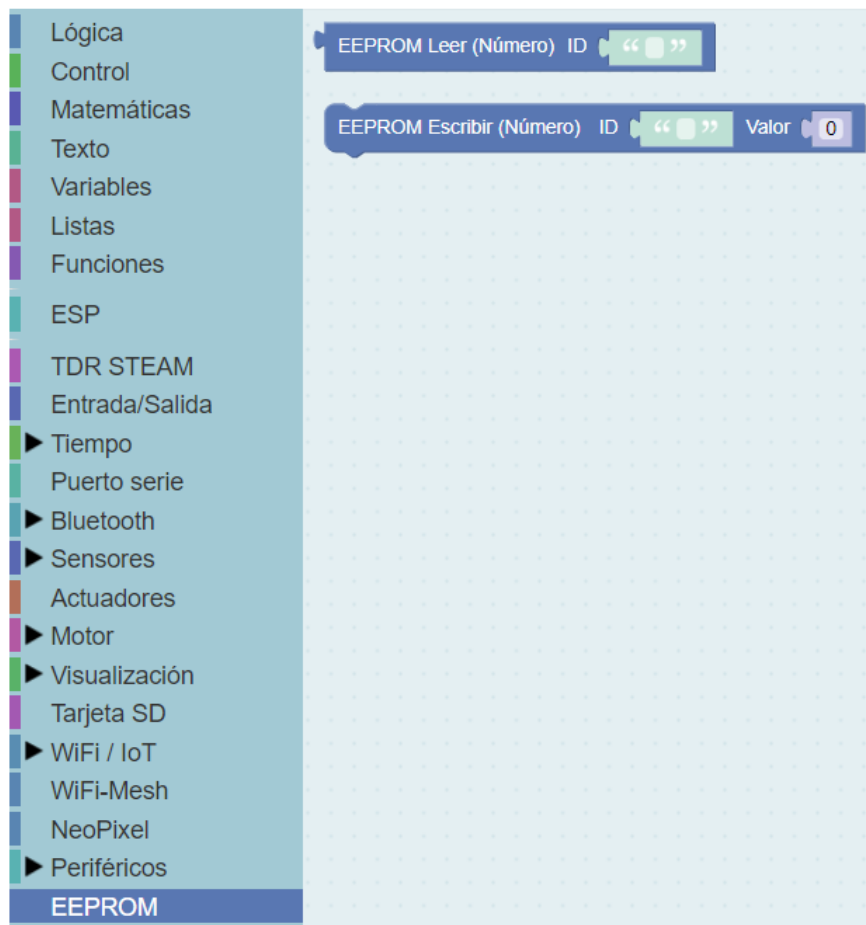 Lógica
Control
Matemáticas
Texto
Variables
Listas
Funciones
ESP
TDR STEAM
Entrada/Salida
Tiempo
Puerto serie
Bluetooth
Sensores
Actuadores
Motor
Visualización
Tarjeta SD
WiFi / IoT
WiFi-Mesh
NeoPixel
Periféricos
EEPROM
EEPROM Leer (Número) ID “ ”
EEPROM Escribir (Número) ID “ ” Valor 0